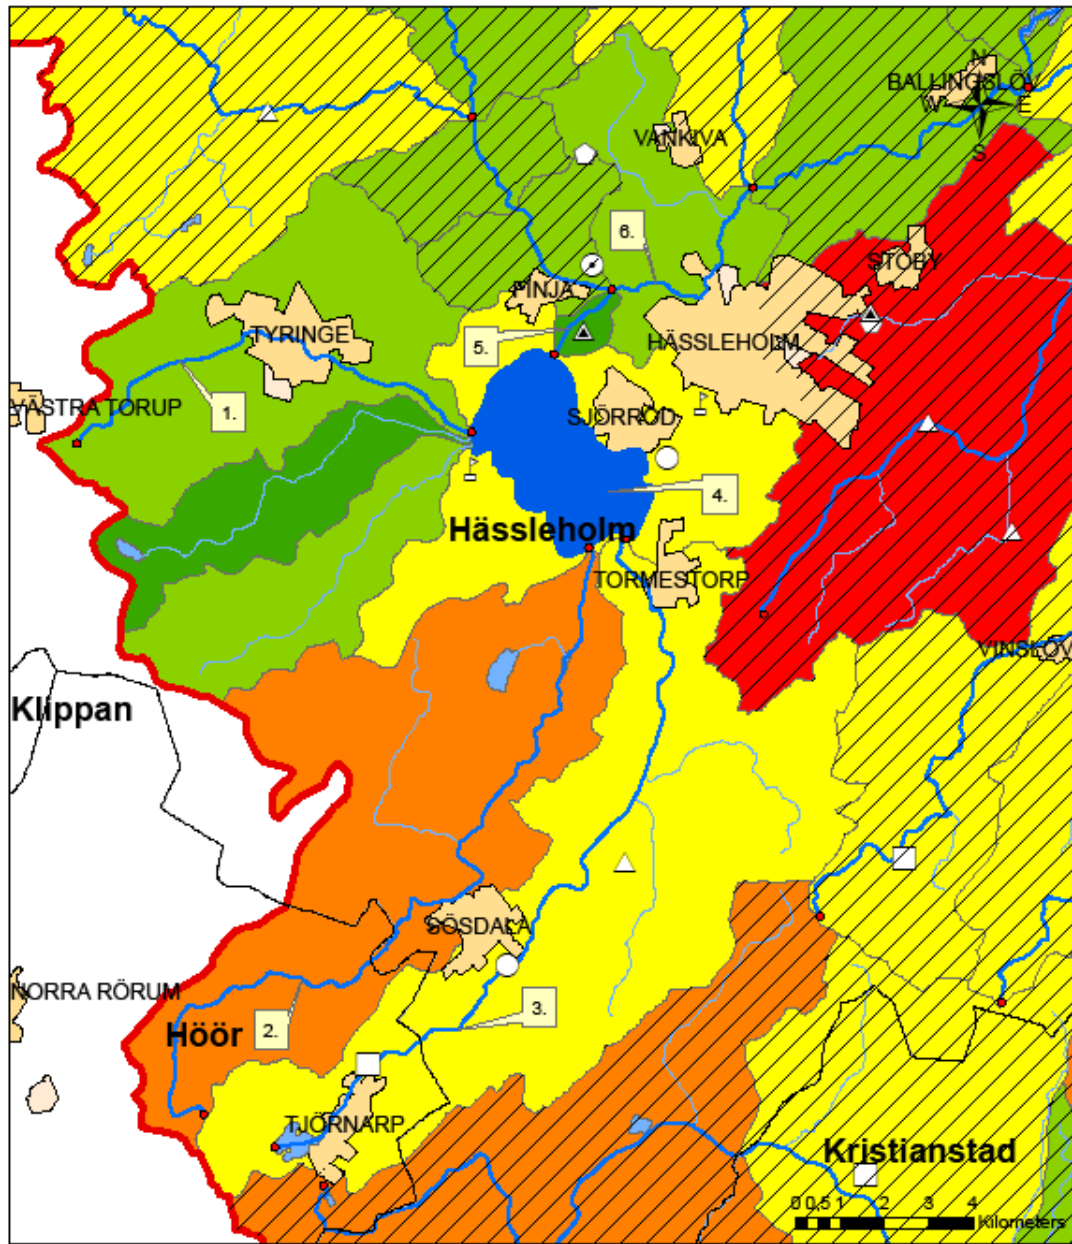 N
BALLINGSLÖV
W E
VANKIVA
S
6.
STOBY
FINJA
TYRINGE
HÄSSLEHOLM
5.
VÄSTRA TORUP
1.
SJÖRRÖD
4.
Hässleholm
TORMESTORP
VINSLÖV
Klippan
SÖSDALA
NORRA RÖRUM
3.
Höör
2.
TJÖRNARP
Kristianstad
0 0,5 1 2 3 4
Kilometers